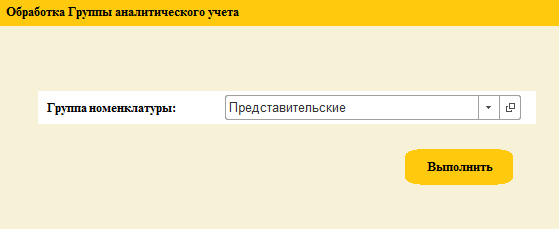 Обработка Группы аналитического учета
Группа номенклатуры: Представительские
Выполнить